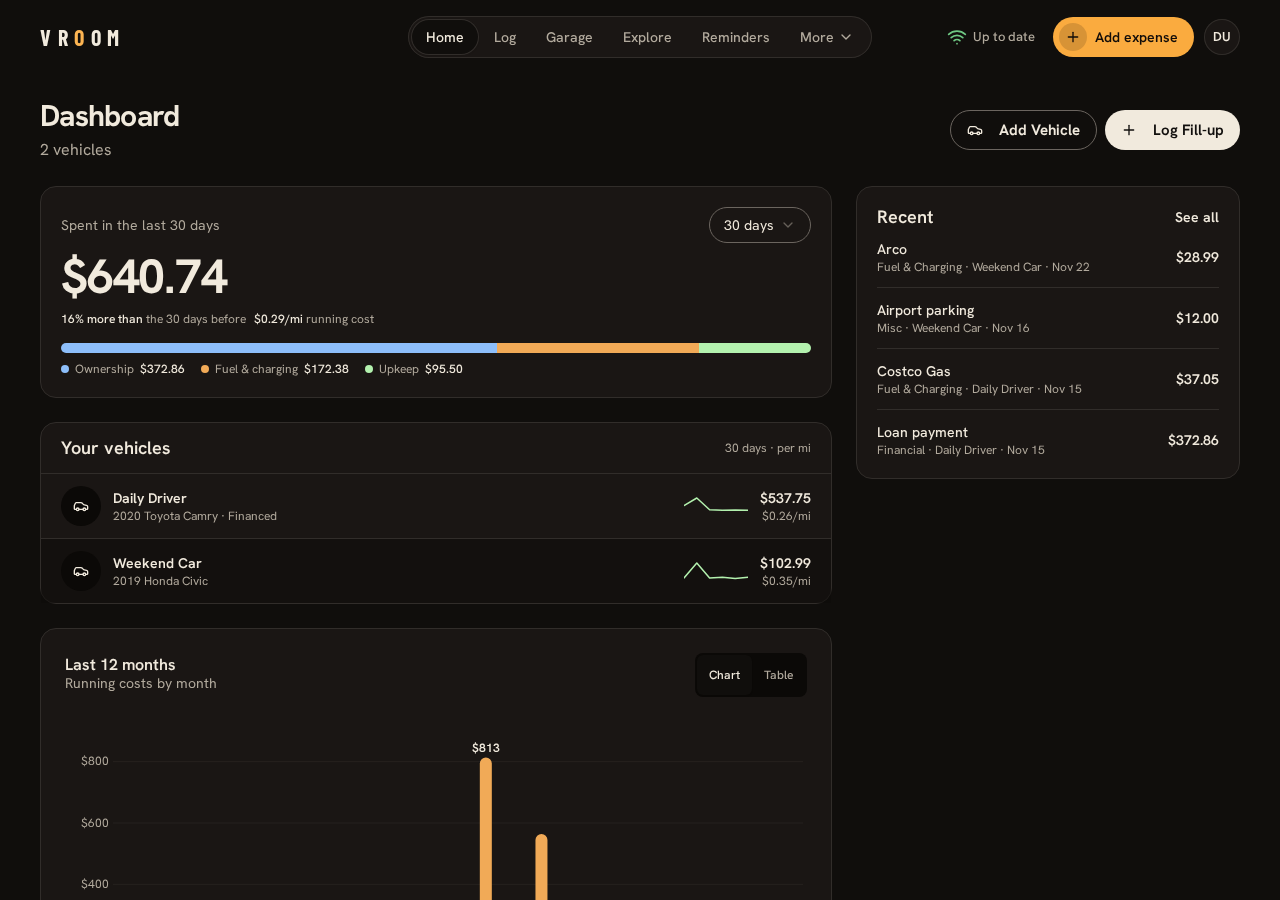 VROOM
Home
Log
Garage
Explore
Reminders
More
Up to date
Add expense
DU
Dashboard
2 vehicles
Add Vehicle
Log Fill-up
Spent in the last 30 days
30 days
$640.74
16% more than the 30 days before $0.29/mi running cost
Ownership $372.86
Fuel & charging $172.38
Upkeep $95.50
Your vehicles
30 days · per mi
Daily Driver
2020 Toyota Camry · Financed
$537.75
$0.26/mi
Weekend Car
2019 Honda Civic
$102.99
$0.35/mi
Last 12 months
Running costs by month
Chart
Table
$813
$800
$600
$400
Recent
See all
Arco
Fuel & Charging · Weekend Car · Nov 22
$28.99
Airport parking
Misc · Weekend Car · Nov 16
$12.00
Costco Gas
Fuel & Charging · Daily Driver · Nov 15
$37.05
Loan payment
Financial · Daily Driver · Nov 15
$372.86